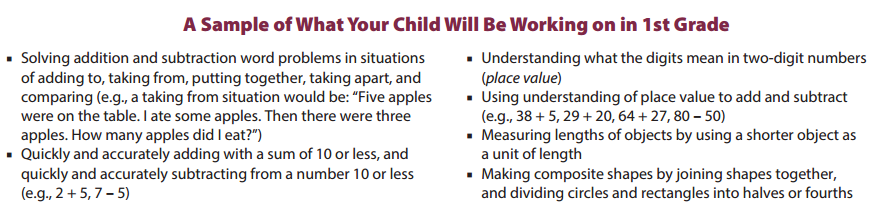 A Sample of What Your Child Will Be Working on in 1st Grade
▪ Solving addition and subtraction word problems in situations
of adding to, taking from, putting together, taking apart, and
comparing (e.g., a taking from situation would be: “Five apples
were on the table. I ate some apples. Then there were three
apples. How many apples did I eat?”)
▪ Quickly and accurately adding with a sum of 10 or less, and
quickly and accurately subtracting from a number 10 or less
(e.g., 2 + 5, 7 – 5)
▪ Understanding what the digits mean in two-digit numbers
(place value)
▪ Using understanding of place value to add and subtract
(e.g., 38 + 5, 29 + 20, 64 + 27, 80 – 50)
▪ Measuring lengths of objects by using a shorter object as
a unit of length
▪ Making composite shapes by joining shapes together,
and dividing circles and rectangles into halves or fourths